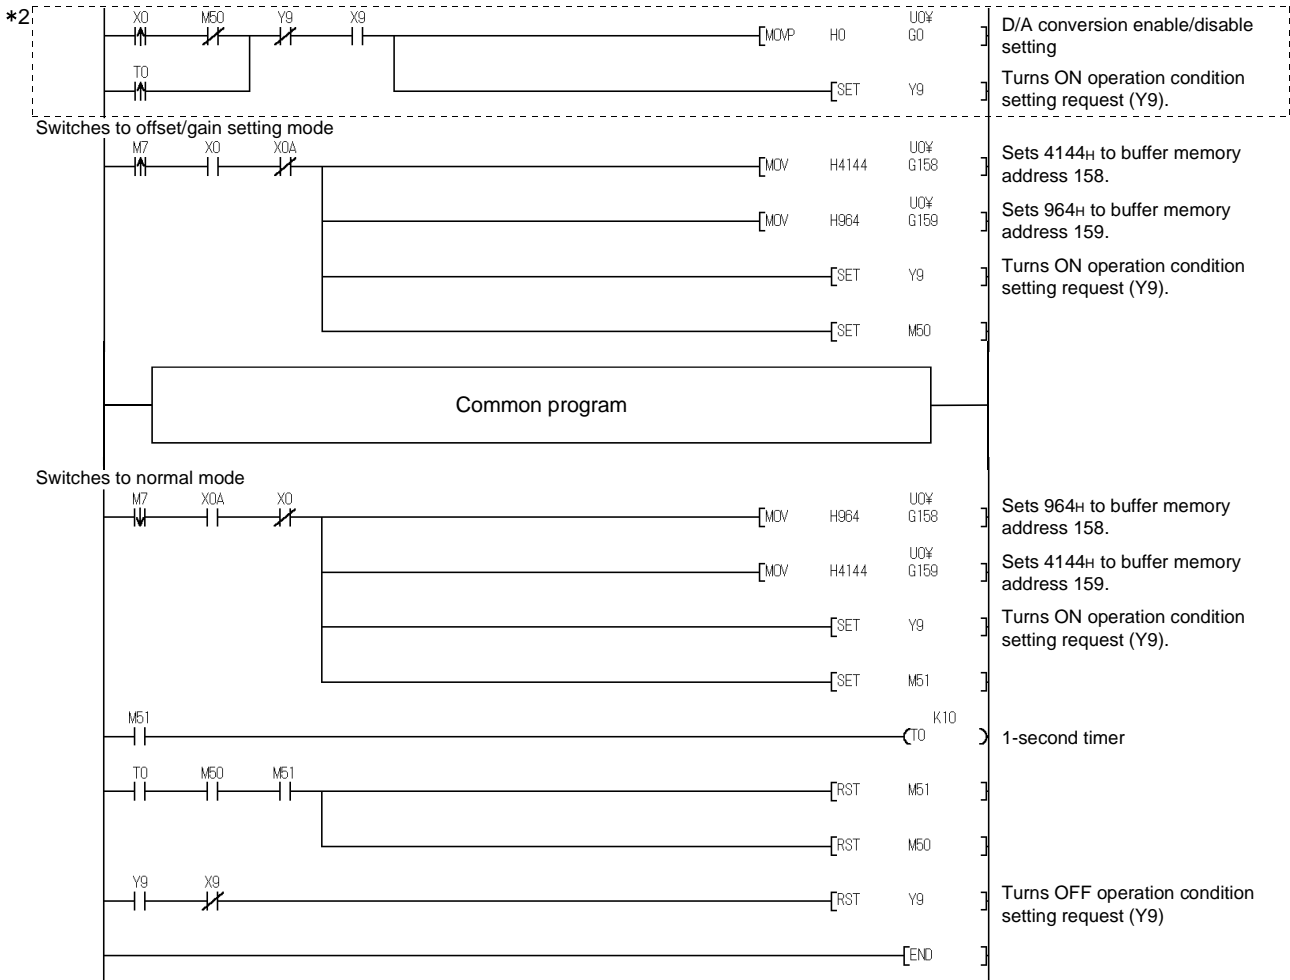 *2
X0 M50 Y9 X9
U0¥
MOVP H0 G0
D/A conversion enable/disable
setting
T0
SET Y9
Turns ON operation condition
setting request (Y9).
Switches to offset/gain setting mode
M7 X0 X0A
U0¥
MOV H4144 G158
Sets 4144H to buffer memory
address 158.
U0¥
MOV H964 G159
Sets 964H to buffer memory
address 159.
SET Y9
Turns ON operation condition
setting request (Y9).
SET M50
Common program
Switches to normal mode
M7 X0A X0
U0¥
MOV H964 G158
Sets 964H to buffer memory
address 158.
U0¥
MOV H4144 G159
Sets 4144H to buffer memory
address 159.
SET Y9
Turns ON operation condition
setting request (Y9).
SET M51
M51
K10
T0
1-second timer
T0 M50 M51
RST M51
RST M50
Y9 X9
RST Y9
Turns OFF operation condition
setting request (Y9)
END